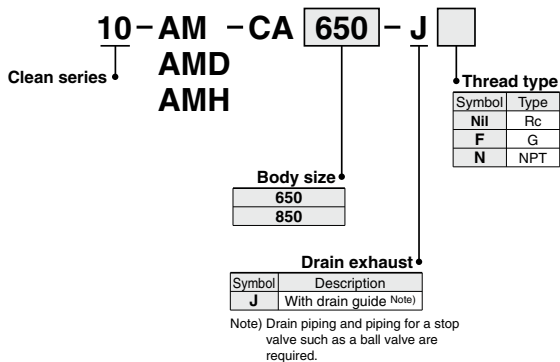 10 – AM – CA 650 – J
AMD
AMH
Clean series
Thread type
Symbol Type
Nil Rc
F G
N NPT
Body size
650
850
Drain exhaust
Symbol Description
J With drain guide Note)
Note) Drain piping and piping for a stop
valve such as a ball valve are
required.